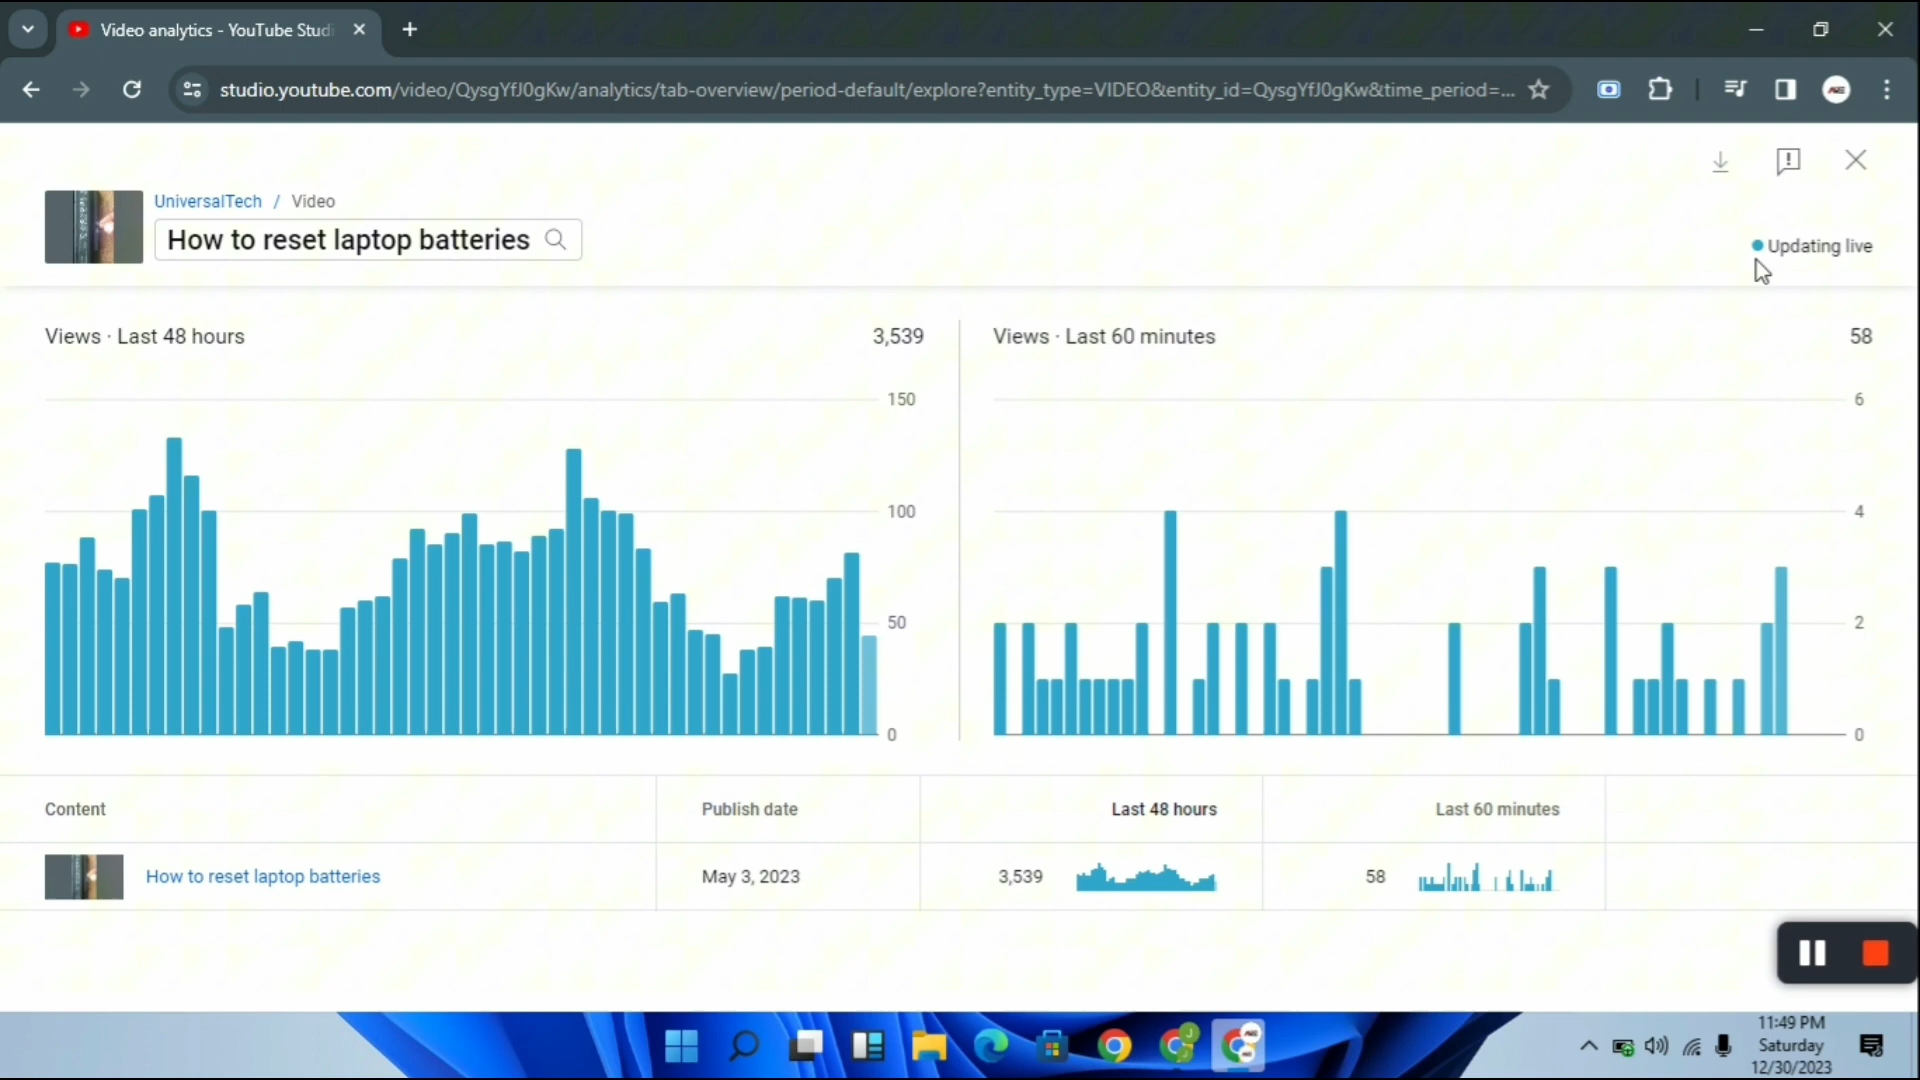 Video analytics - YouTube Studi
studio.youtube.com/video/QysgYfJ0gKw/analytics/tab-overview/period-default/explore?entity_type=VIDEO&entity_id=QysgYfJ0gKw&time_period=...
UniversalTech / Video
How to reset laptop batteries
Updating live
Views · Last 48 hours 3,539
150
100
50
0
Views · Last 60 minutes 58
6
4
2
0
Content Publish date Last 48 hours Last 60 minutes
How to reset laptop batteries May 3, 2023 3,539 58
11:49 PM
Saturday
12/30/2023